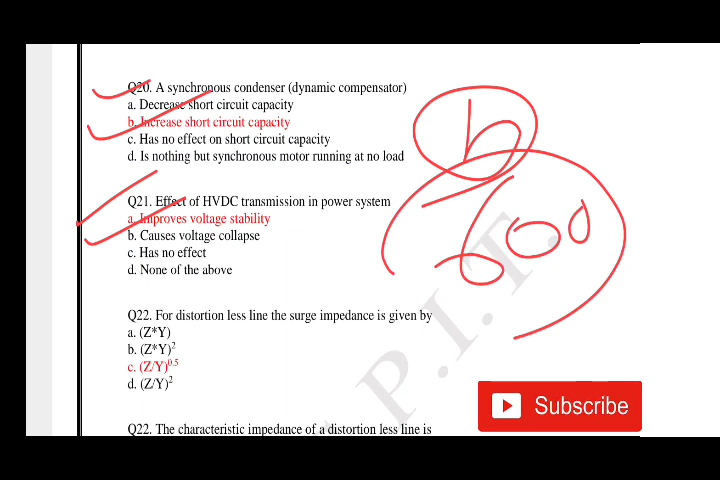 Q20. A synchronous condenser (dynamic compensator)
a. Decrease short circuit capacity
b. Increase short circuit capacity
c. Has no effect on short circuit capacity
d. Is nothing but synchronous motor running at no load
b
Q21. Effect of HVDC transmission in power system
a. Improves voltage stability
b. Causes voltage collapse
c. Has no effect
d. None of the above
Q22. For distortion less line the surge impedance is given by
a. (Z*Y)
b. (Z*Y)²
c. (Z/Y)⁰·⁵
d. (Z/Y)²
P.I.T.
Subscribe
Q22. The characteristic impedance of a distortion less line is